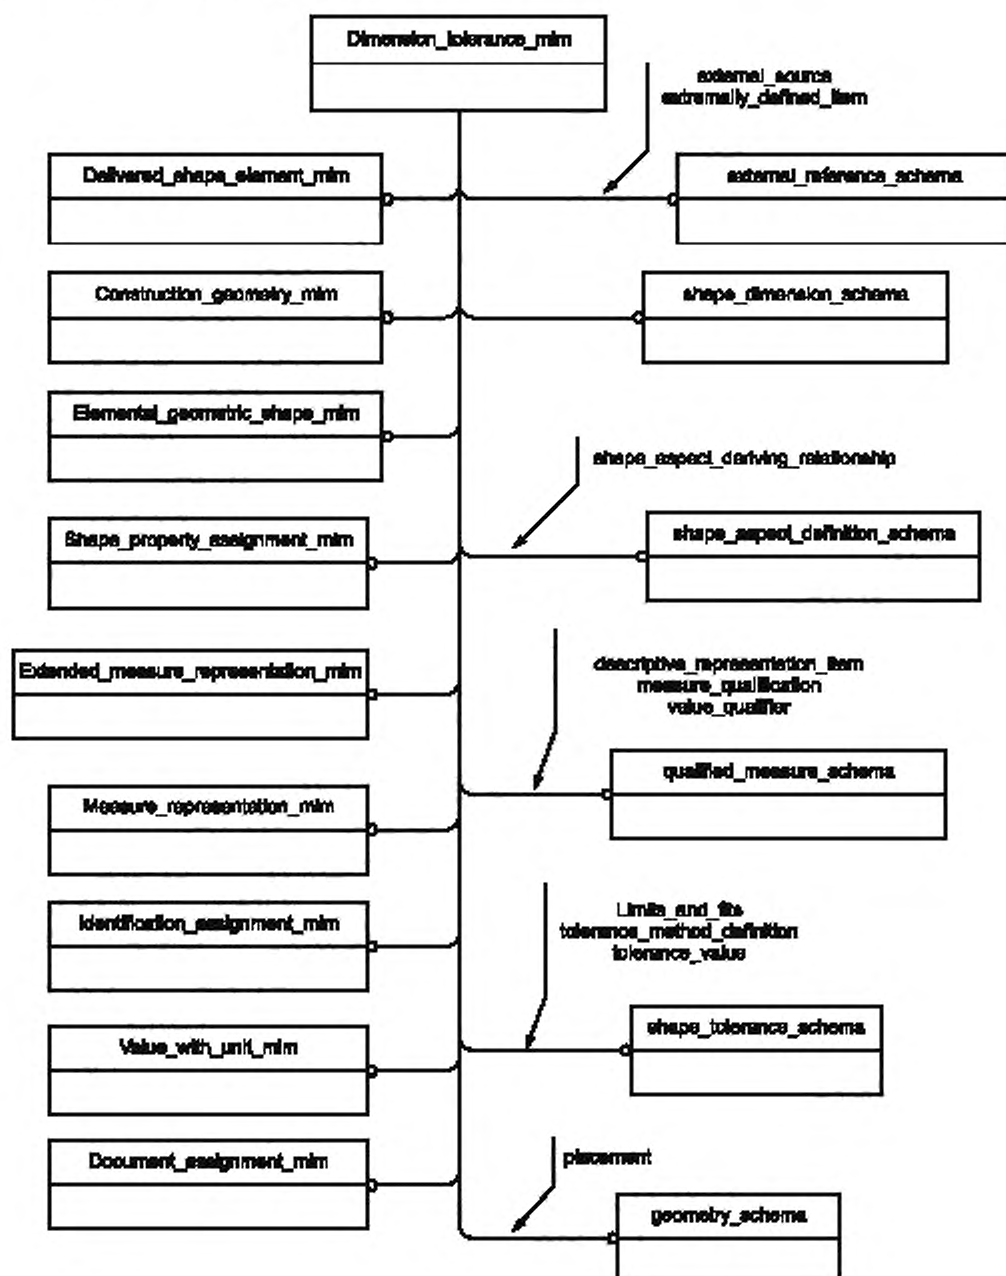 Dimension_tolerance_mim
external_source
extremally_defined_item
Delivered_shape_element_mim
external_reference_schema
Construction_geometry_mim
shape_dimension_schema
Elemental_geometric_shape_mim
shape_aspect_deriving_relationship
Shape_property_assignment_mim
shape_aspect_definition_schema
Extended_measure_representation_mim
descriptive_representation_item
measure_qualification
value_qualifier
qualified_measure_schema
Measure_representation_mim
Identification_assignment_mim
Limits_and_fits
tolerance_method_definition
tolerance_value
Value_with_unit_mim
shape_tolerance_schema
Document_assignment_mim
placement
geometry_schema